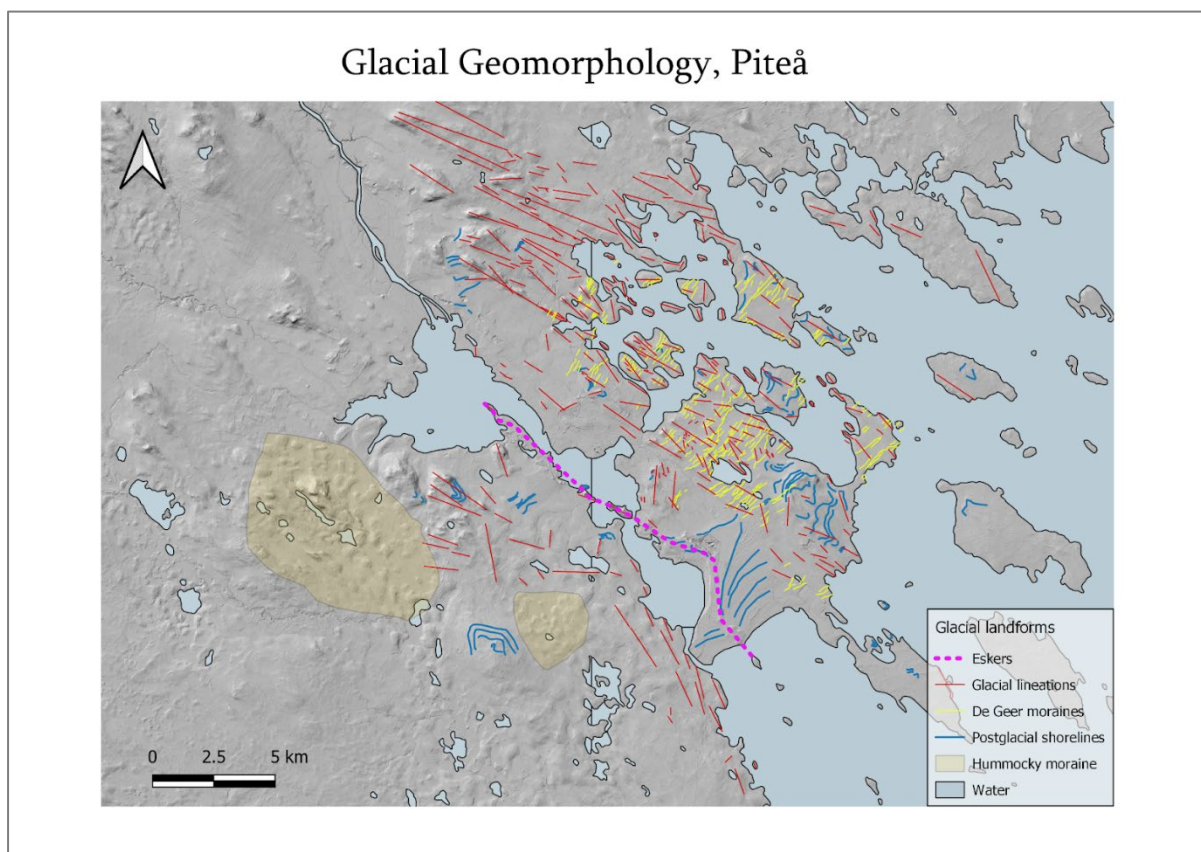 Glacial Geomorphology, Piteå
0 2.5 5 km
Glacial landforms
Eskers
Glacial lineations
De Geer moraines
Postglacial shorelines
Hummocky moraine
Water